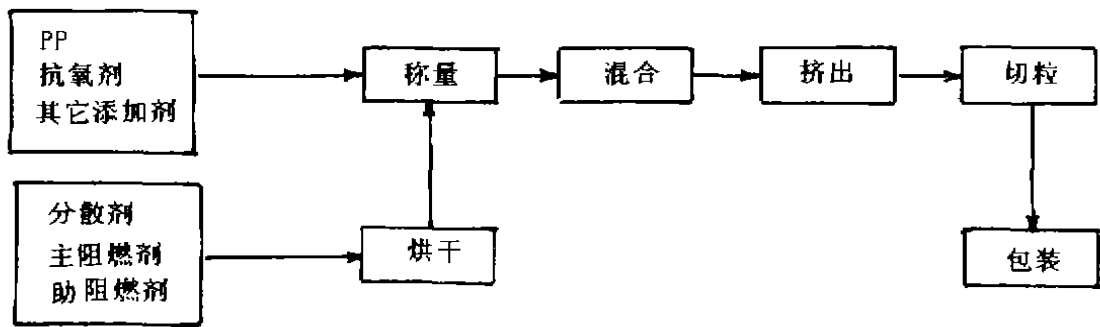 PP
抗氧剂
其它添加剂
称量
混合
挤出
切粒
分散剂
主阻燃剂
助阻燃剂
烘干
包装